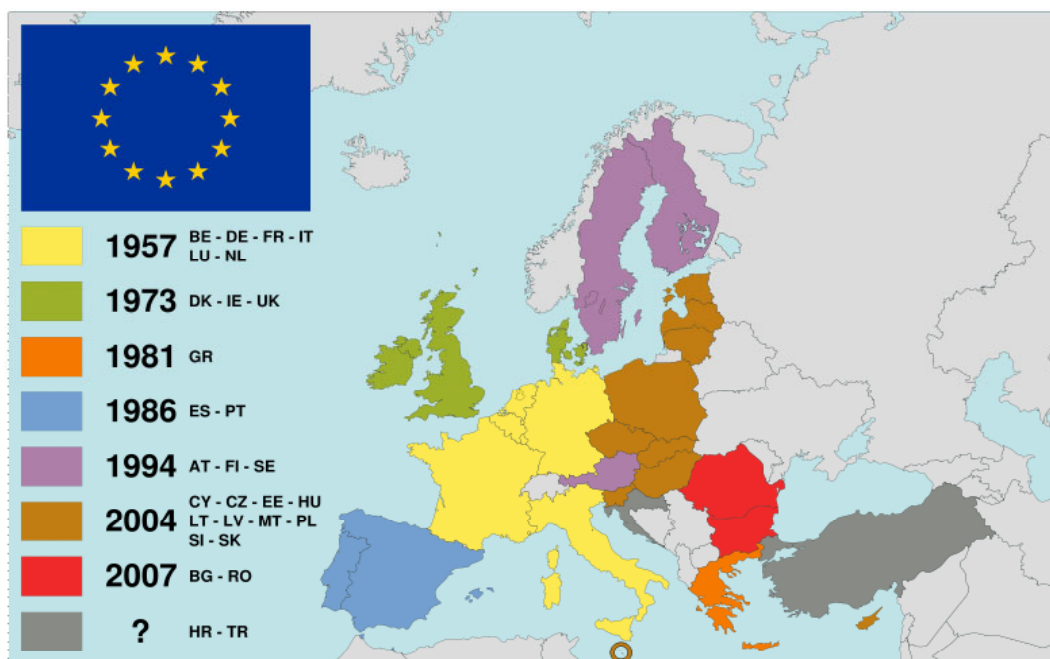 1957 BE - DE - FR - IT
LU - NL
1973 DK - IE - UK
1981 GR
1986 ES - PT
1994 AT - FI - SE
2004 CY - CZ - EE - HU
LT - LV - MT - PL
SI - SK
2007 BG - RO
? HR - TR